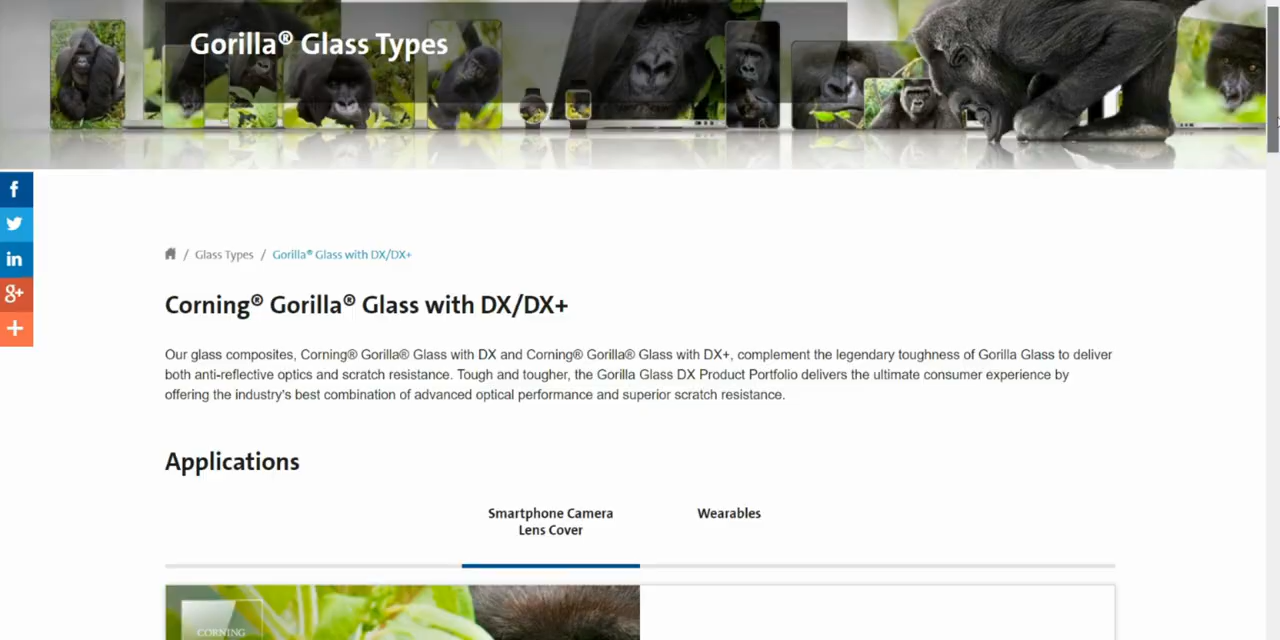 Gorilla® Glass Types
Glass Types / Gorilla® Glass with DX/DX+
Corning® Gorilla® Glass with DX/DX+
Our glass composites, Corning® Gorilla® Glass with DX and Corning® Gorilla® Glass with DX+, complement the legendary toughness of Gorilla Glass to deliver
both anti-reflective optics and scratch resistance. Tough and tougher, the Gorilla Glass DX Product Portfolio delivers the ultimate consumer experience by
offering the industry's best combination of advanced optical performance and superior scratch resistance.
Applications
Smartphone Camera
Lens Cover
Wearables
CORNING